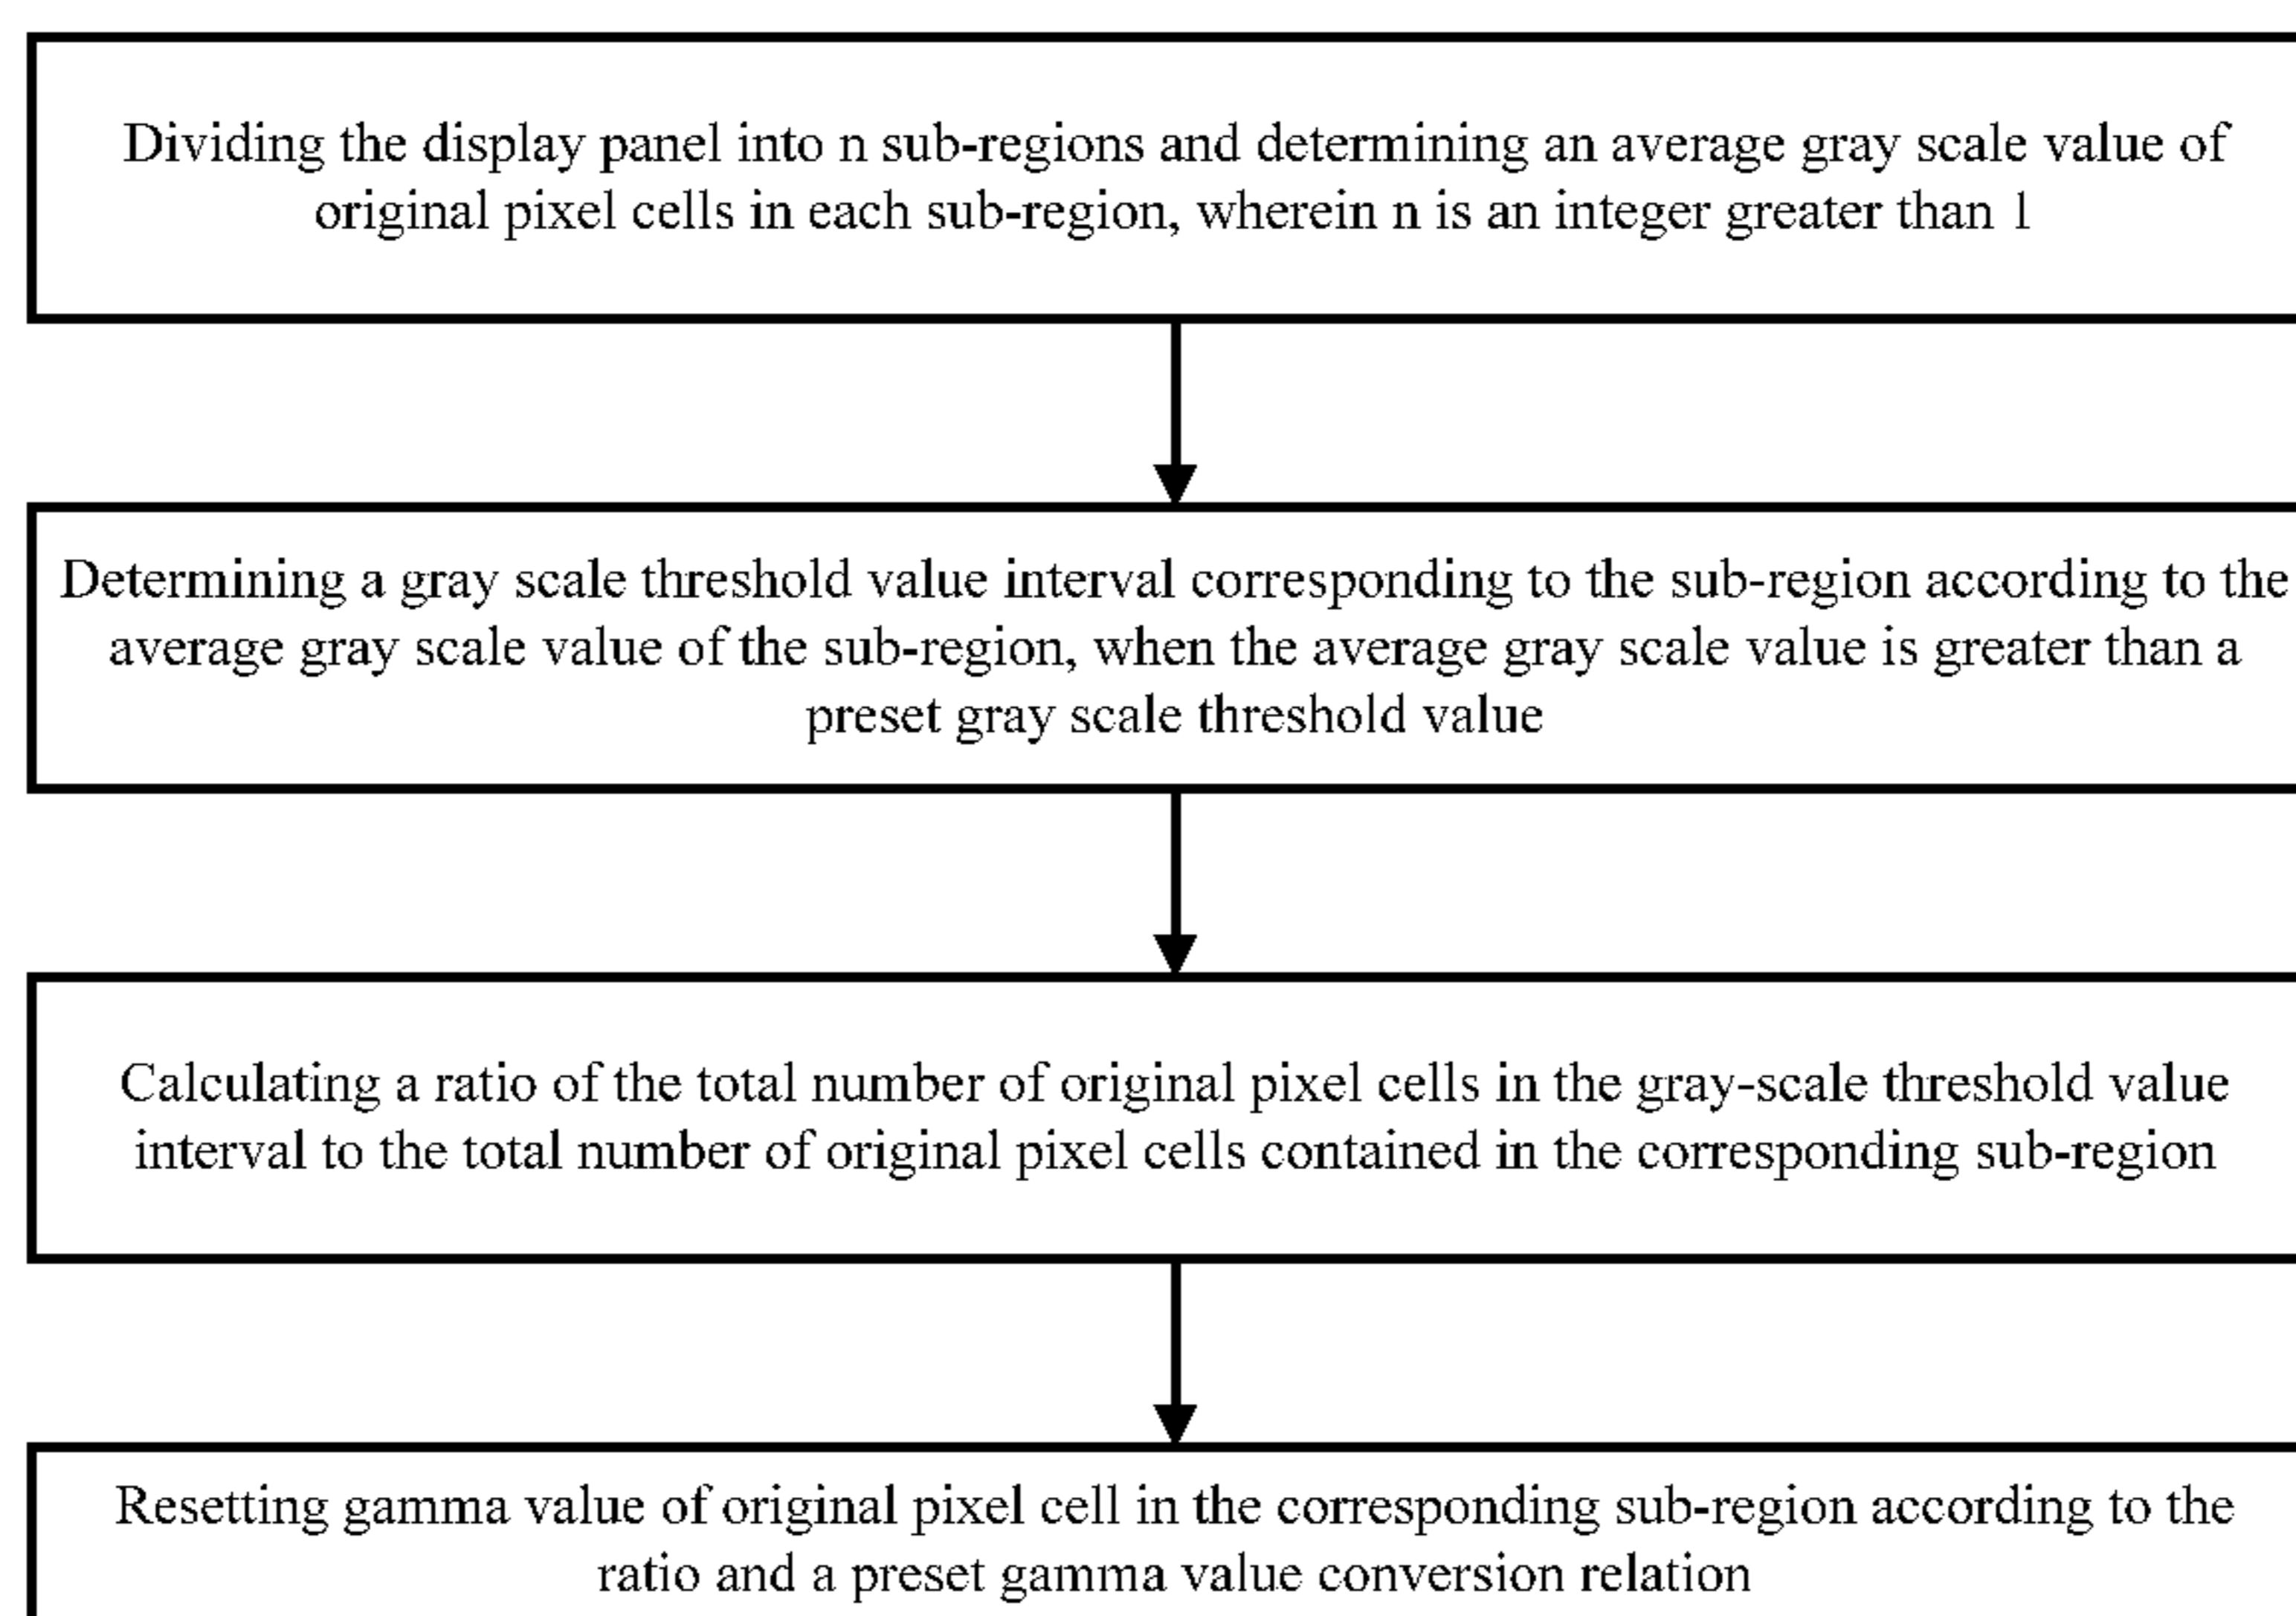 Dividing the display panel into n sub-regions and determining an average gray scale value of
original pixel cells in each sub-region, wherein n is an integer greater than 1
Determining a gray scale threshold value interval corresponding to the sub-region according to the
average gray scale value of the sub-region, when the average gray scale value is greater than a
preset gray scale threshold value
Calculating a ratio of the total number of original pixel cells in the gray-scale threshold value
interval to the total number of original pixel cells contained in the corresponding sub-region
Resetting gamma value of original pixel cell in the corresponding sub-region according to the
ratio and a preset gamma value conversion relation